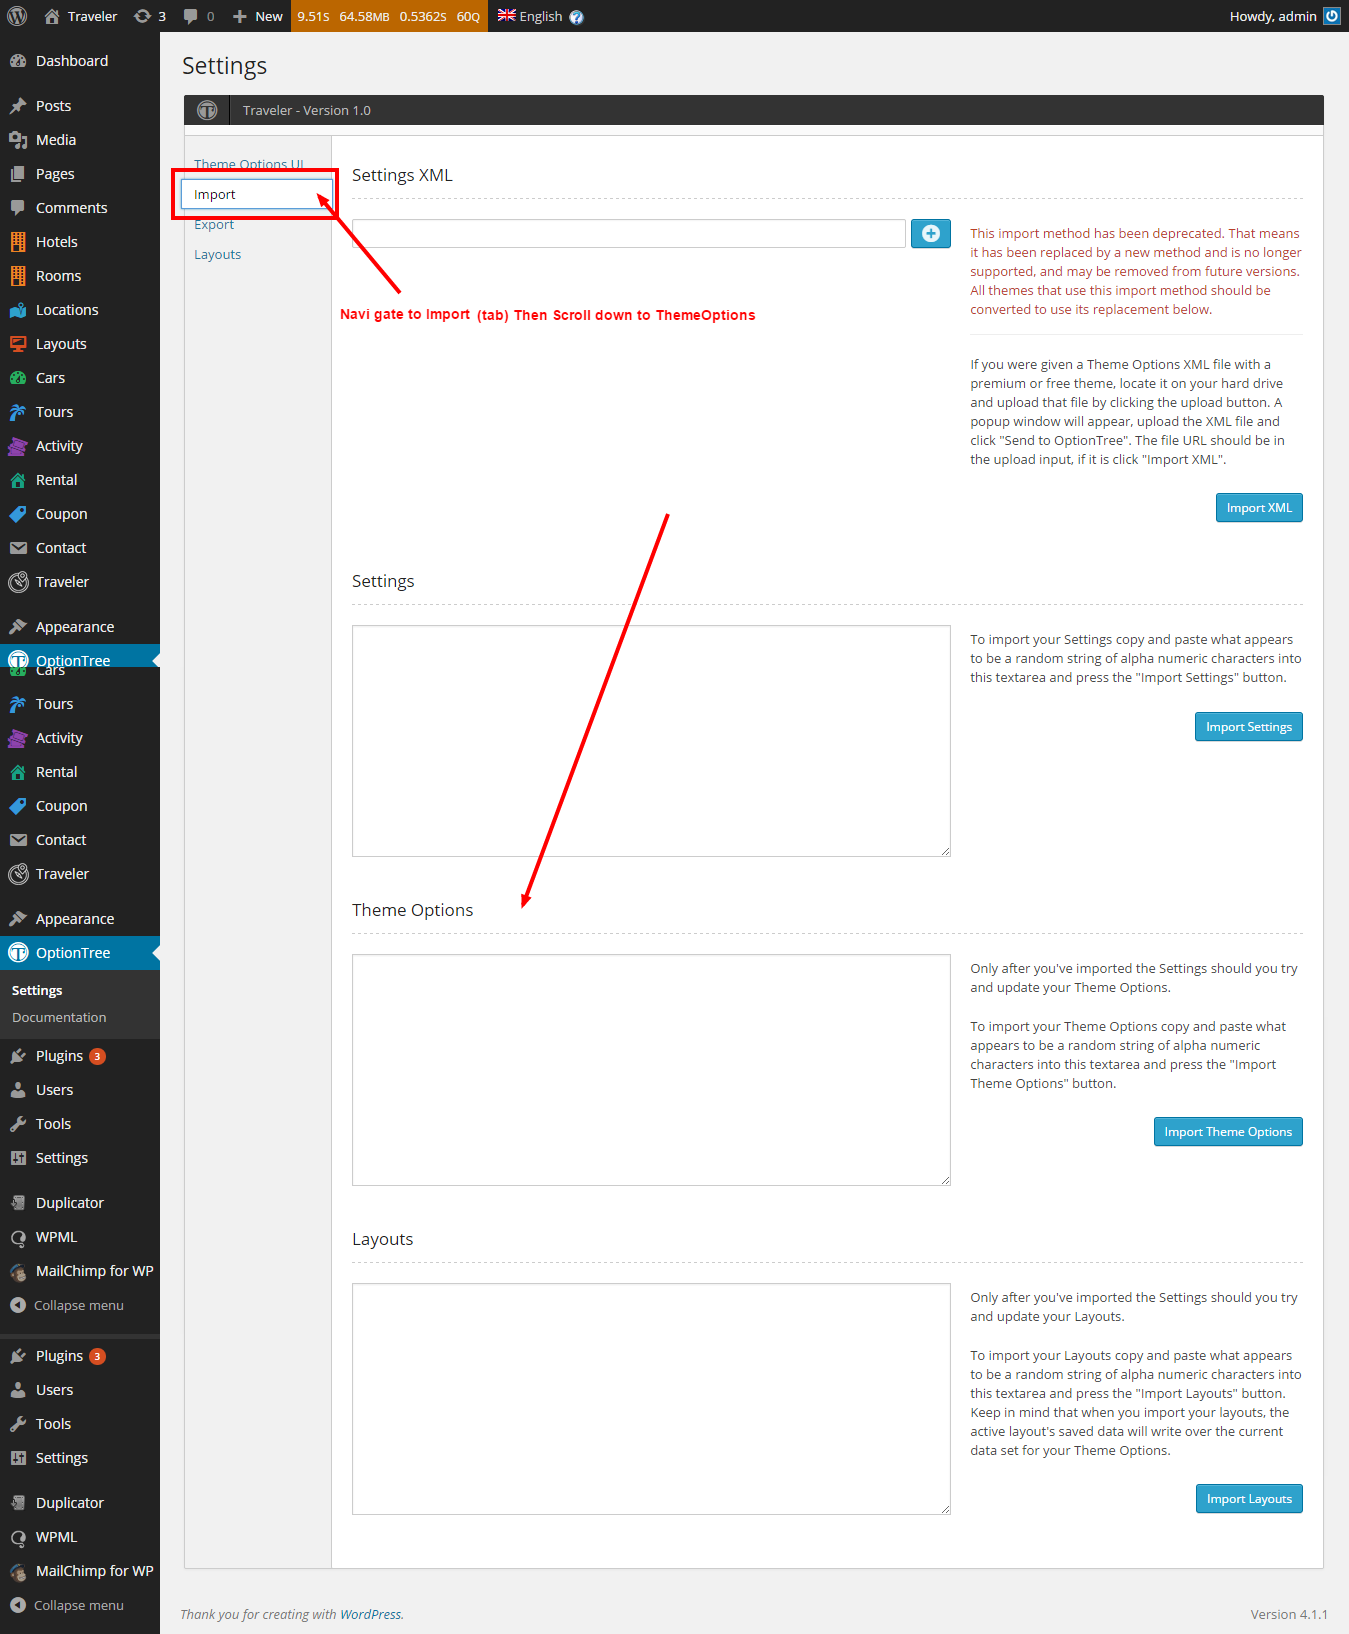 Traveler 3 0 New 9.51S 64.58MB 0.5362S 60Q English Howdy, admin
Dashboard
Posts
Media
Pages
Comments
Hotels
Rooms
Locations
Layouts
Cars
Tours
Activity
Rental
Coupon
Contact
Traveler
Appearance
OptionTree
Cars
Tours
Activity
Rental
Coupon
Contact
Traveler
Appearance
OptionTree
Settings
Documentation
Plugins 3
Users
Tools
Settings
Duplicator
WPML
MailChimp for WP
Collapse menu
Plugins 3
Users
Tools
Settings
Duplicator
WPML
MailChimp for WP
Collapse menu
Settings
Traveler - Version 1.0
Theme Options UI
Import
Export
Layouts
Settings XML
Navi gate to Import (tab) Then Scroll down to ThemeOptions
This import method has been deprecated. That means
it has been replaced by a new method and is no longer
supported, and may be removed from future versions.
All themes that use this import method should be
converted to use its replacement below.
If you were given a Theme Options XML file with a
premium or free theme, locate it on your hard drive
and upload that file by clicking the upload button. A
popup window will appear, upload the XML file and
click "Send to OptionTree". The file URL should be in
the upload input, if it is click "Import XML".
Import XML
Settings
To import your Settings copy and paste what appears
to be a random string of alpha numeric characters into
this textarea and press the "Import Settings" button.
Import Settings
Theme Options
Only after you've imported the Settings should you try
and update your Theme Options.
To import your Theme Options copy and paste what
appears to be a random string of alpha numeric
characters into this textarea and press the "Import
Theme Options" button.
Import Theme Options
Layouts
Only after you've imported the Settings should you try
and update your Layouts.
To import your Layouts copy and paste what appears
to be a random string of alpha numeric characters into
this textarea and press the "Import Layouts" button.
Keep in mind that when you import your layouts, the
active layout's saved data will write over the current
data set for your Theme Options.
Import Layouts
Thank you for creating with WordPress.
Version 4.1.1